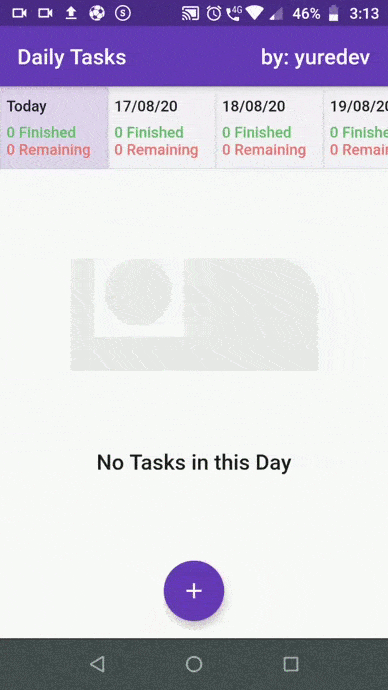 4G 46% 3:13
Daily Tasks by: yuredev
Today 17/08/20 18/08/20 19/08/20
0 Finished 0 Finished 0 Finished 0 Finishe
0 Remaining 0 Remaining 0 Remaining 0 Remai
No Tasks in this Day
+